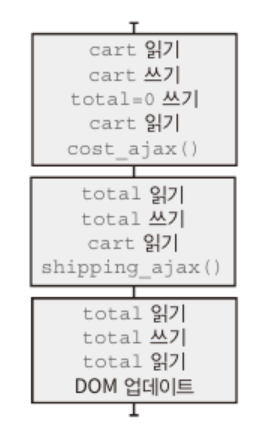 cart 읽기
cart 쓰기
total=0 쓰기
cart 읽기
cost_ajax()
total 읽기
total 쓰기
cart 읽기
shipping_ajax()
total 읽기
total 쓰기
total 읽기
DOM 업데이트